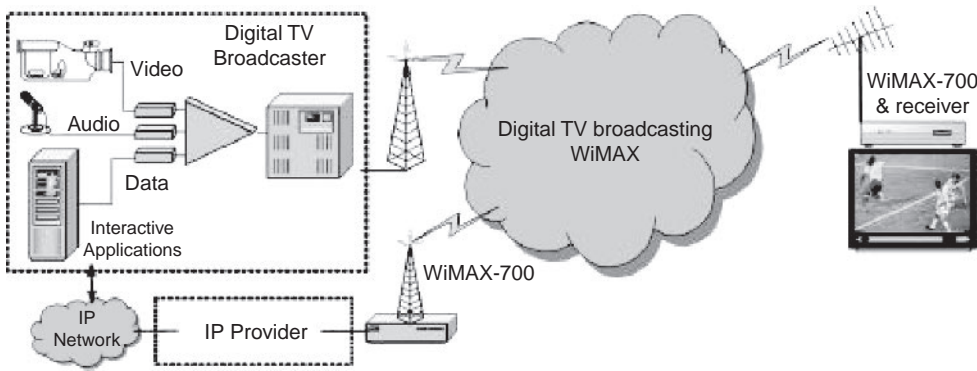 Digital TV
Broadcaster
Video
Audio
Data
Interactive
Applications
IP
Network
IP Provider
WiMAX-700
Digital TV broadcasting
WiMAX
WiMAX-700
& receiver